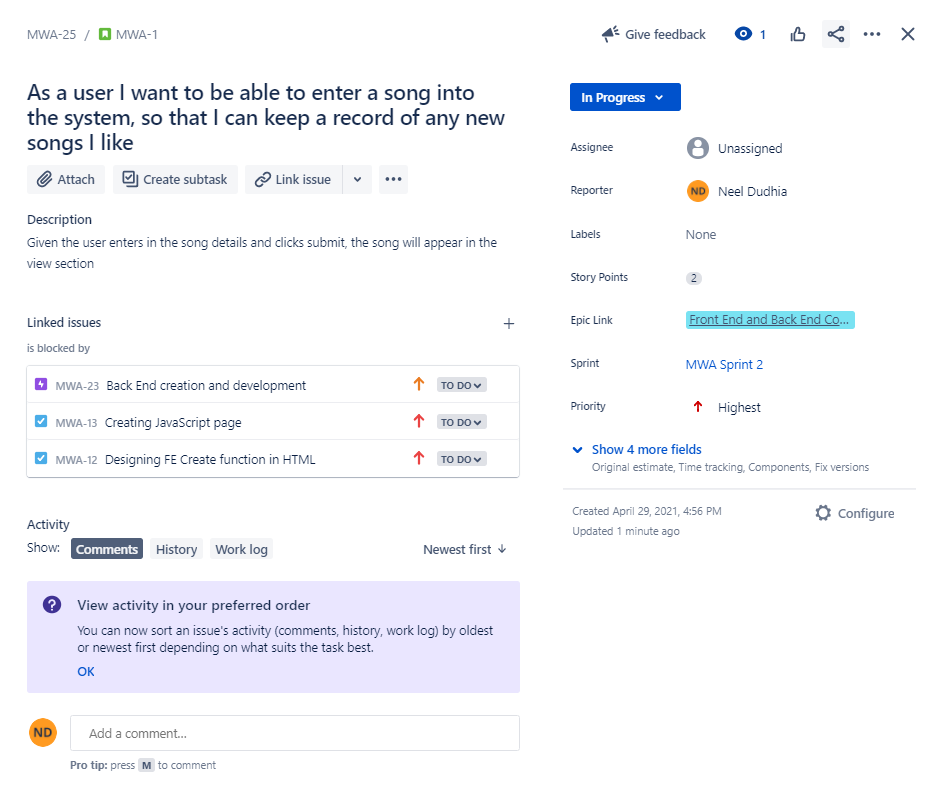 MWA-25 / MWA-1
Give feedback
1
As a user I want to be able to enter a song into
the system, so that I can keep a record of any new
songs I like
Attach
Create subtask
Link issue
Description
Given the user enters in the song details and clicks submit, the song will appear in the
view section
Linked issues
is blocked by
MWA-23 Back End creation and development TO DO
MWA-13 Creating JavaScript page TO DO
MWA-12 Designing FE Create function in HTML TO DO
Activity
Show: Comments History Work log Newest first
? View activity in your preferred order
You can now sort an issue's activity (comments, history, work log) by oldest
or newest first depending on what suits the task best.
OK
ND Add a comment...
Pro tip: press M to comment
In Progress
Assignee Unassigned
Reporter ND Neel Dudhia
Labels None
Story Points 2
Epic Link Front End and Back End Co...
Sprint MWA Sprint 2
Priority Highest
Show 4 more fields
Original estimate, Time tracking, Components, Fix versions
Created April 29, 2021, 4:56 PM
Updated 1 minute ago
Configure